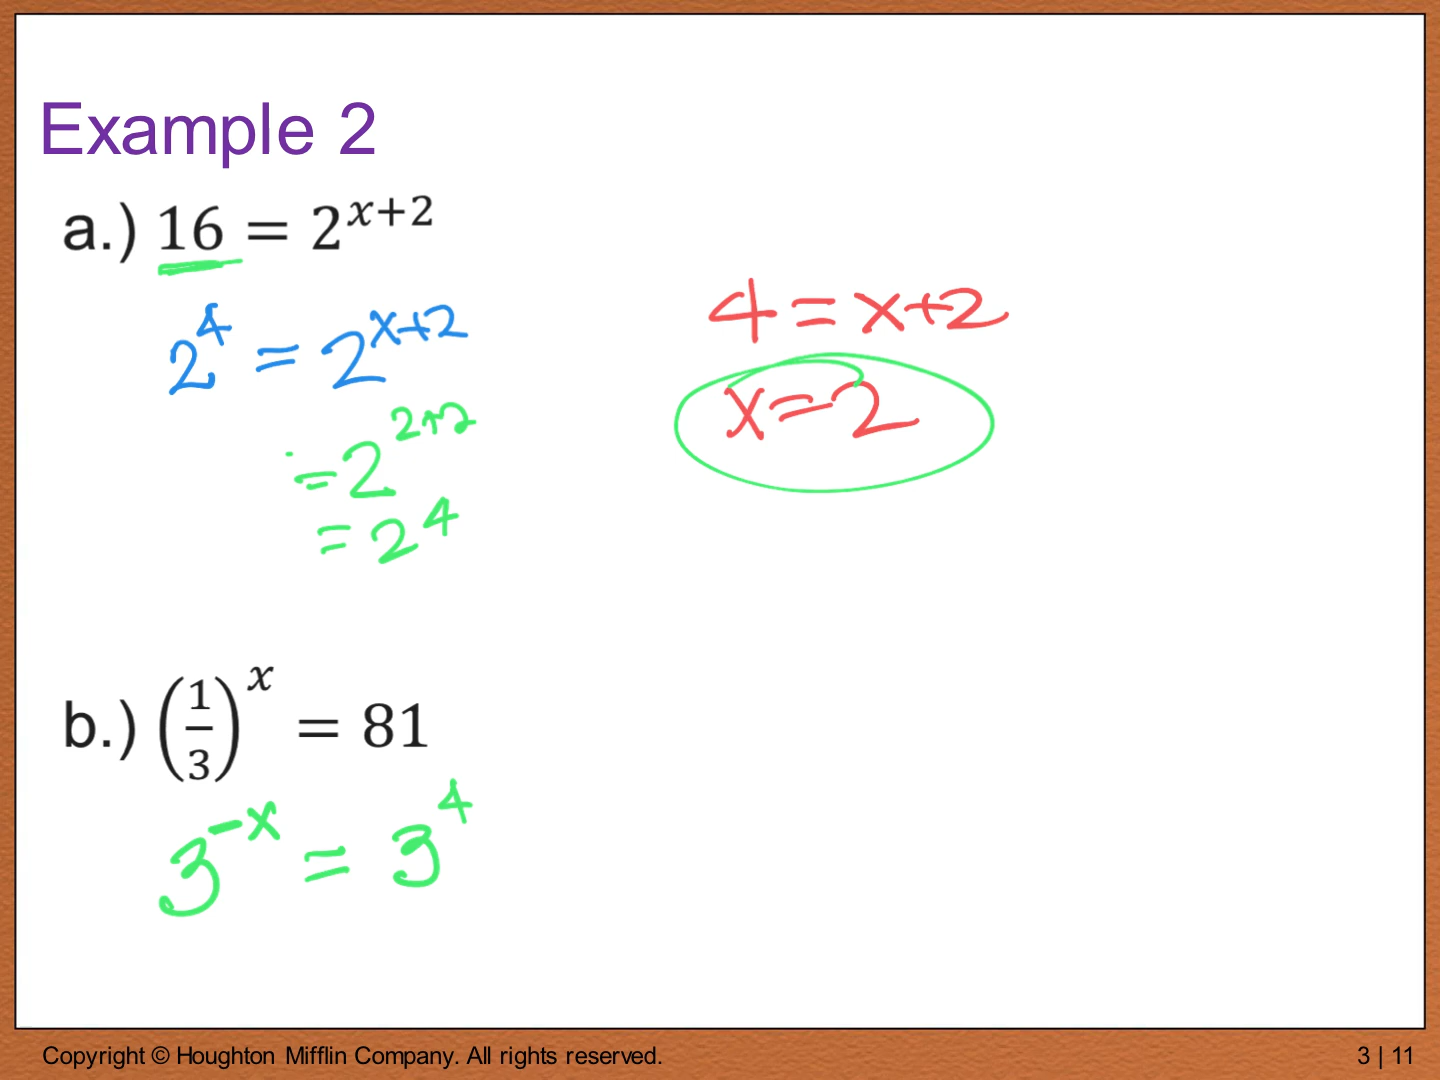 Example 2
a.) 16 = 2^{x+2}
2^4 = 2^{x+2}
= 2^{2+2}
= 2^4
4 = x+2
x = 2
b.) (1/3)^x = 81
3^{-x} = 3^4
Copyright © Houghton Mifflin Company. All rights reserved.
3 | 11